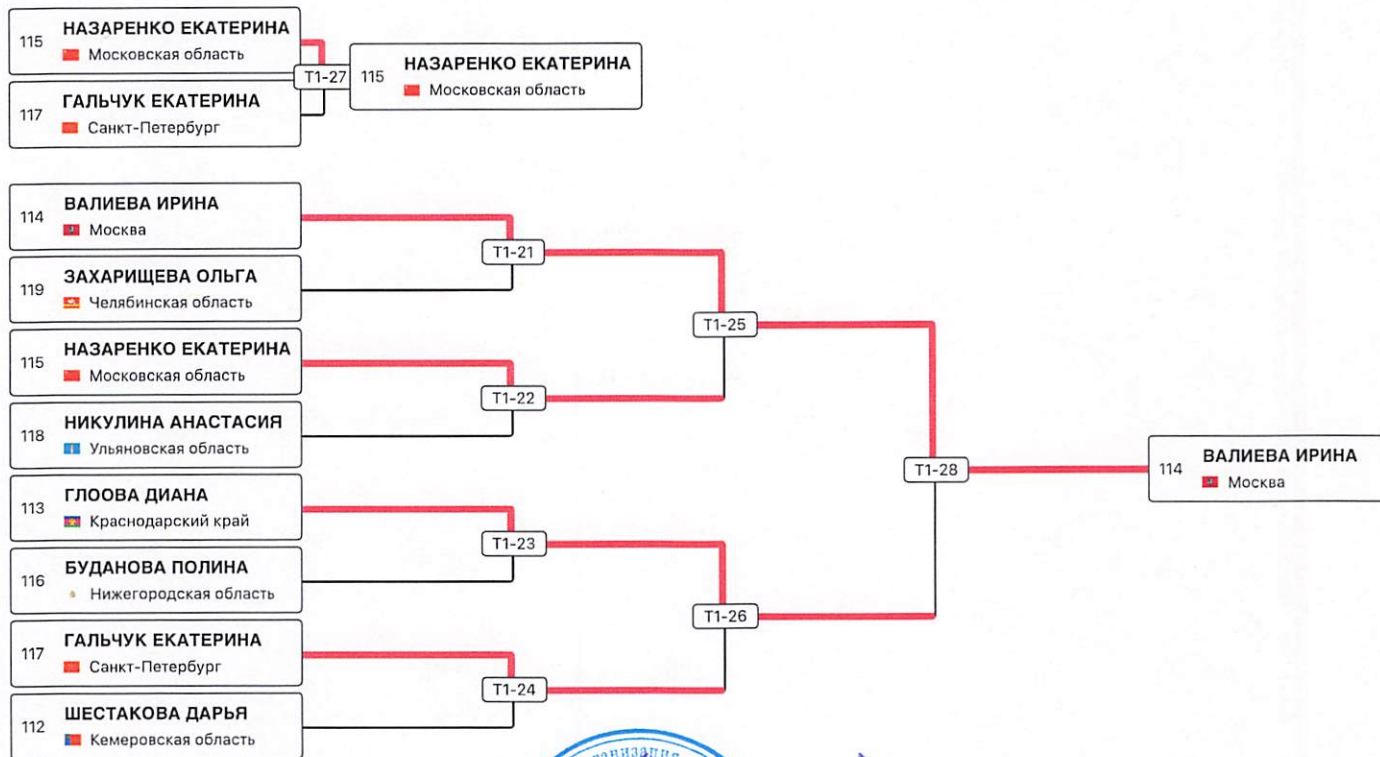 115 НАЗАРЕНКО ЕКАТЕРИНА
Московская область
T1-27
115 НАЗАРЕНКО ЕКАТЕРИНА
Московская область
117 ГАЛЬЧУК ЕКАТЕРИНА
Санкт-Петербург
114 ВАЛИЕВА ИРИНА
Москва
T1-21
119 ЗАХАРИЩЕВА ОЛЬГА
Челябинская область
T1-25
115 НАЗАРЕНКО ЕКАТЕРИНА
Московская область
T1-22
118 НИКУЛИНА АНАСТАСИЯ
Ульяновская область
T1-28
114 ВАЛИЕВА ИРИНА
Москва
113 ГЛООВА ДИАНА
Краснодарский край
T1-23
116 БУДАНОВА ПОЛИНА
Нижегородская область
T1-26
117 ГАЛЬЧУК ЕКАТЕРИНА
Санкт-Петербург
T1-24
112 ШЕСТАКОВА ДАРЬЯ
Кемеровская область